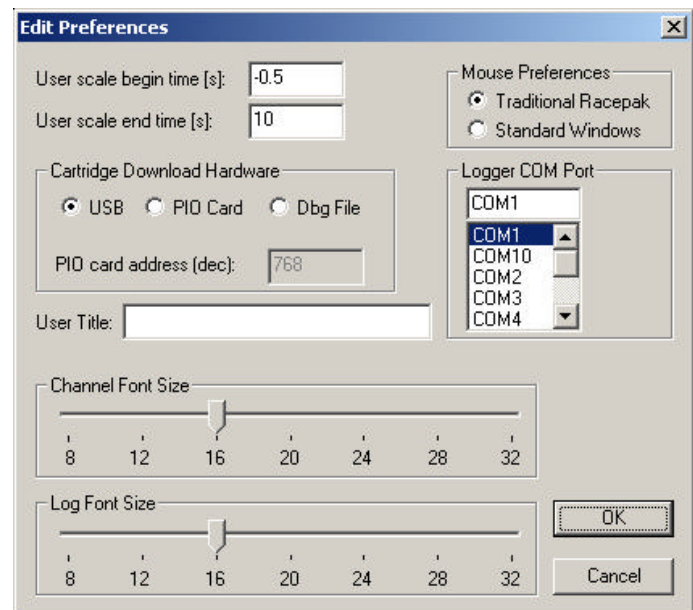 Edit Preferences
User scale begin time [s]: -0.5
User scale end time [s]: 10
Mouse Preferences
Traditional Racepak
Standard Windows
Cartridge Download Hardware
USB PIO Card Dbg File
PIO card address (dec): 768
Logger COM Port
COM1
COM1
COM10
COM2
COM3
COM4
User Title:
Channel Font Size
8 12 16 20 24 28 32
Log Font Size
8 12 16 20 24 28 32
OK
Cancel